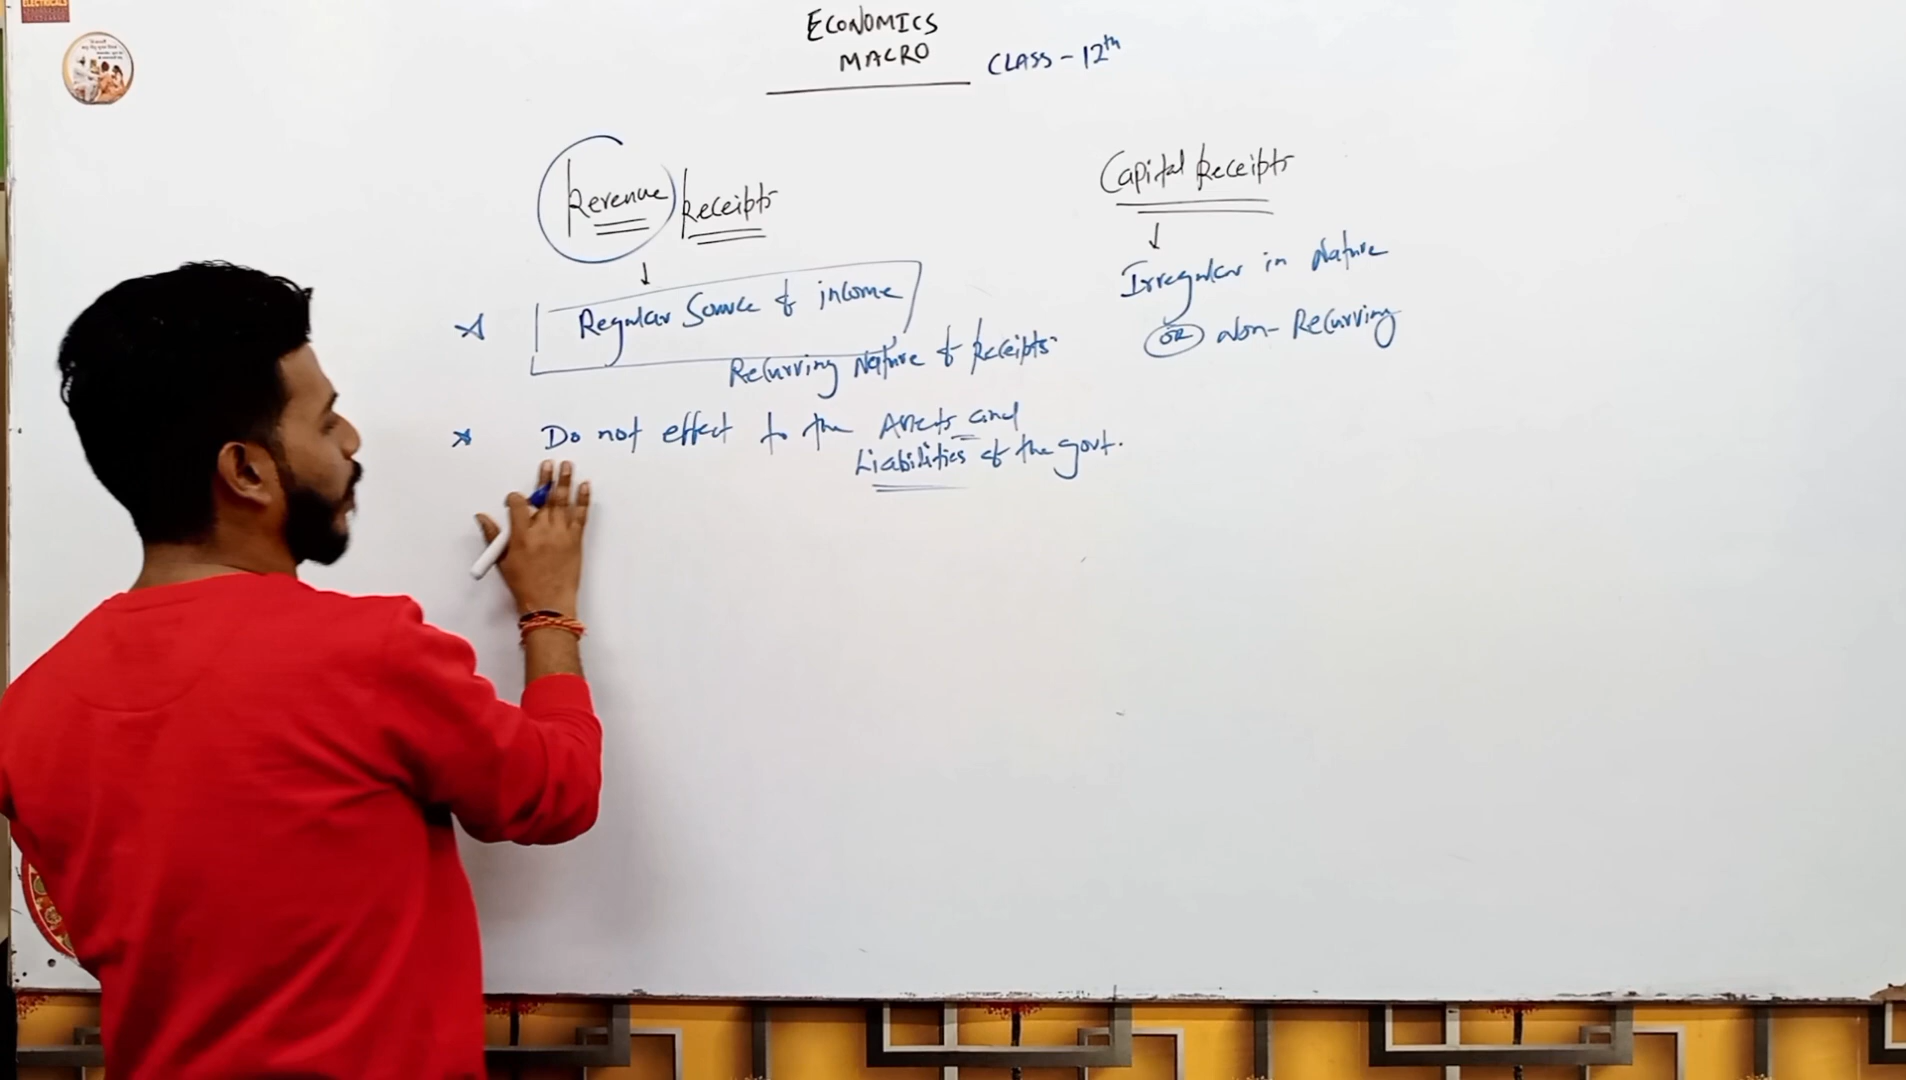 ELECTRICALS
ECONOMICS
MACRO
CLASS - 12th
Revenue Receipts
Capital Receipts
Regular Source of income
Recurring Nature of Receipts.
Irregular in Nature
OR Non-Recurring
Do not effect to the Assets and
Liabilities of the govt.